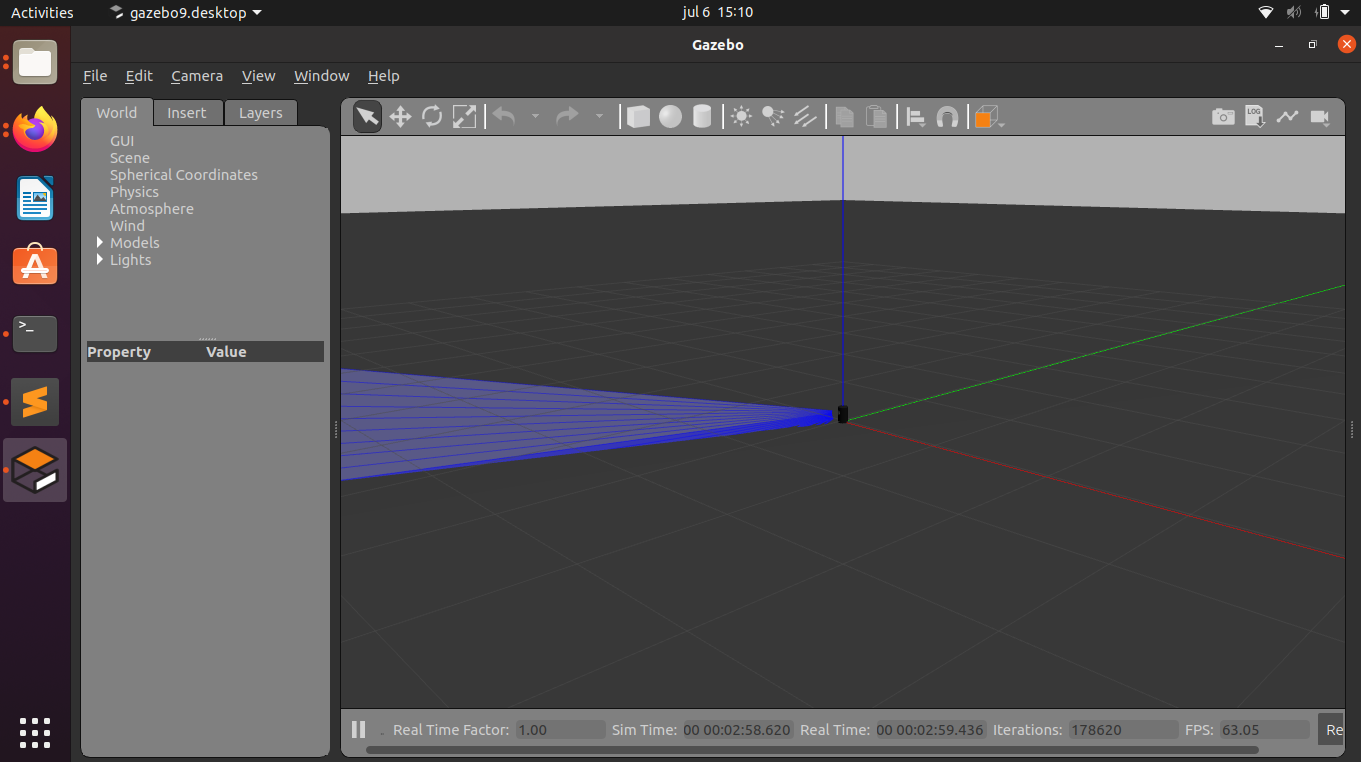 Activities gazebo9.desktop jul 6 15:10
Gazebo
File Edit Camera View Window Help
World Insert Layers
LOG
GUI
Scene
Spherical Coordinates
Physics
Atmosphere
Wind
Models
Lights
Property Value
>_
Real Time Factor: 1.00 Sim Time: 00 00:02:58.620 Real Time: 00 00:02:59.436 Iterations: 178620 FPS: 63.05 Re